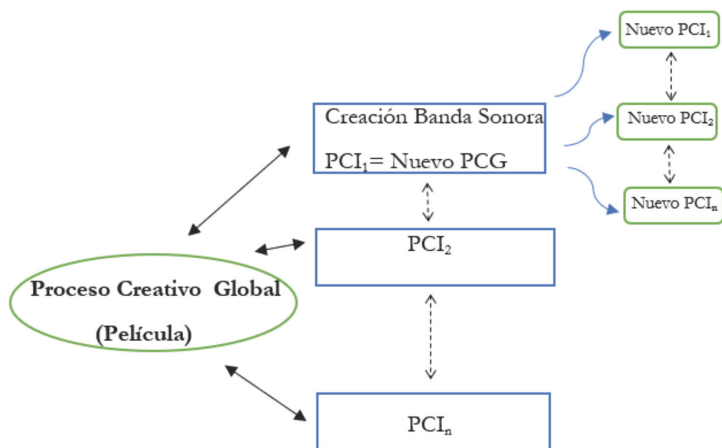 Nuevo PCI₁
Creación Banda Sonora
PCI₁= Nuevo PCG
Nuevo PCI₂
Nuevo PCIₙ
PCI₂
Proceso Creativo Global
(Película)
PCIₙ